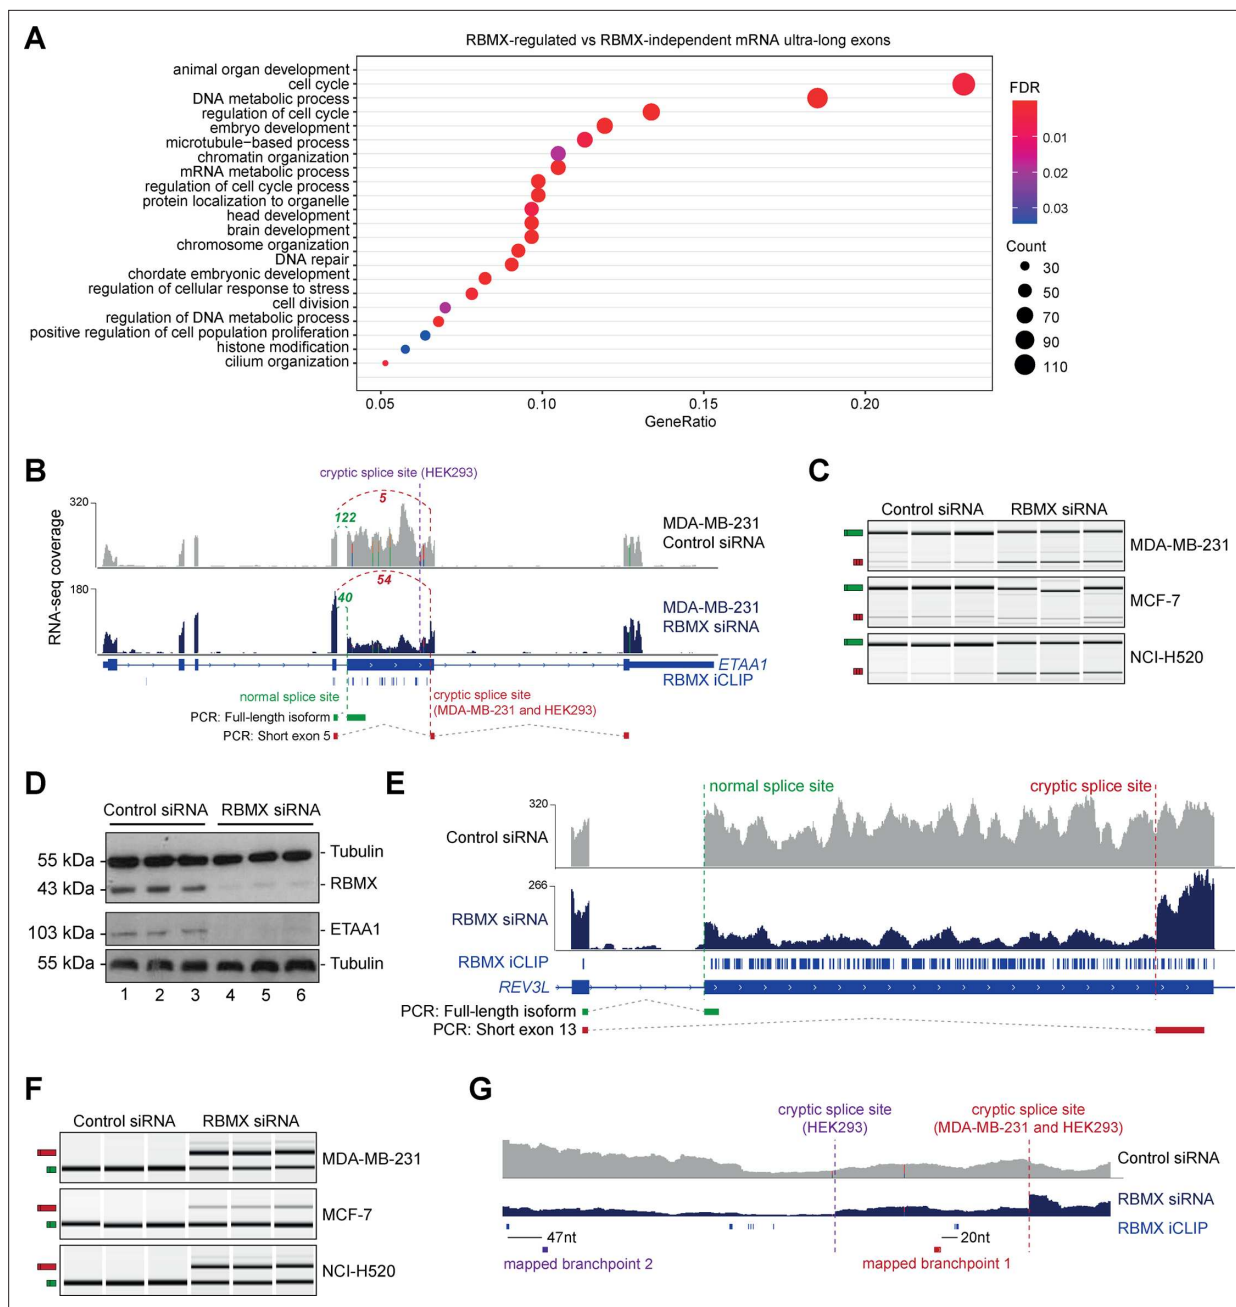 A
RBMX-regulated vs RBMX-independent mRNA ultra-long exons
animal organ development
cell cycle
DNA metabolic process
regulation of cell cycle
embryo development
microtubule−based process
chromatin organization
mRNA metabolic process
regulation of cell cycle process
protein localization to organelle
head development
brain development
chromosome organization
DNA repair
chordate embryonic development
regulation of cellular response to stress
cell division
regulation of DNA metabolic process
positive regulation of cell population proliferation
histone modification
cilium organization
0.05
0.10
0.15
0.20
GeneRatio
FDR
0.01
0.02
0.03
Count
30
50
70
90
110
B
cryptic splice site (HEK293)
RNA-seq coverage
320
5
122
MDA-MB-231
Control siRNA
180
54
40
MDA-MB-231
RBMX siRNA
ETAA1
RBMX iCLIP
normal splice site
cryptic splice site
(MDA-MB-231 and HEK293)
PCR: Full-length isoform
PCR: Short exon 5
C
Control siRNA
RBMX siRNA
MDA-MB-231
MCF-7
NCI-H520
D
Control siRNA
RBMX siRNA
55 kDa
- Tubulin
43 kDa
- RBMX
103 kDa
- ETAA1
55 kDa
- Tubulin
1
2
3
4
5
6
E
normal splice site
cryptic splice site
320
Control siRNA
266
RBMX siRNA
RBMX iCLIP
REV3L
PCR: Full-length isoform
PCR: Short exon 13
F
Control siRNA
RBMX siRNA
MDA-MB-231
MCF-7
NCI-H520
G
cryptic splice site
(HEK293)
cryptic splice site
(MDA-MB-231 and HEK293)
Control siRNA
RBMX siRNA
RBMX iCLIP
47nt
20nt
mapped branchpoint 2
mapped branchpoint 1